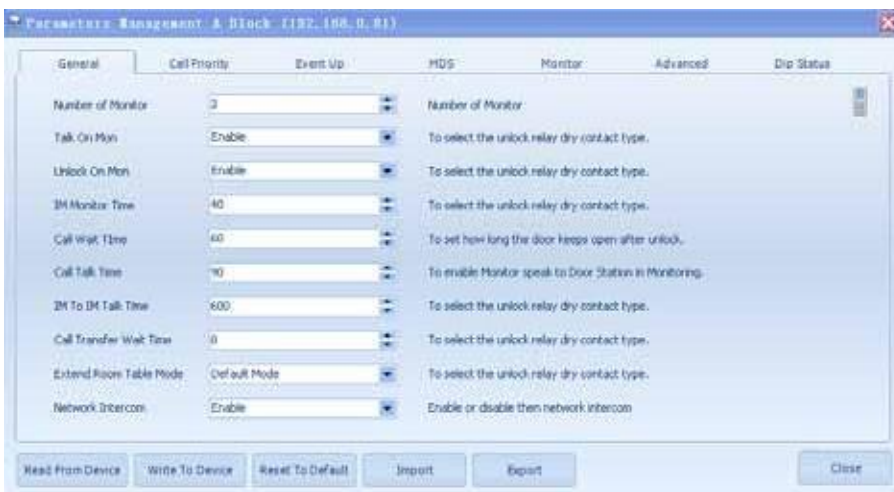 Parameters Management A Block (192.168.0.81)
General Call Priority Event Up MDS Monitor Advanced Dip Status
Number of Monitor Number of Monitor
Talk On Mon Enable To select the unlock relay dry contact type.
Unlock On Mon Enable To select the unlock relay dry contact type.
IM Monitor Time 40 To select the unlock relay dry contact type.
Call Wait Time 60 To set how long the door keeps open after unlock.
Call Talk Time 90 To enable Monitor speak to Door Station in Monitoring.
IM To IM Talk Time 600 To select the unlock relay dry contact type.
Call Transfer Wait Time 0 To select the unlock relay dry contact type.
Extend Room Table Mode Default Mode To select the unlock relay dry contact type.
Network Intercom Enable Enable or disable then network intercom
Read From Device Write To Device Reset To Default Import Export Close